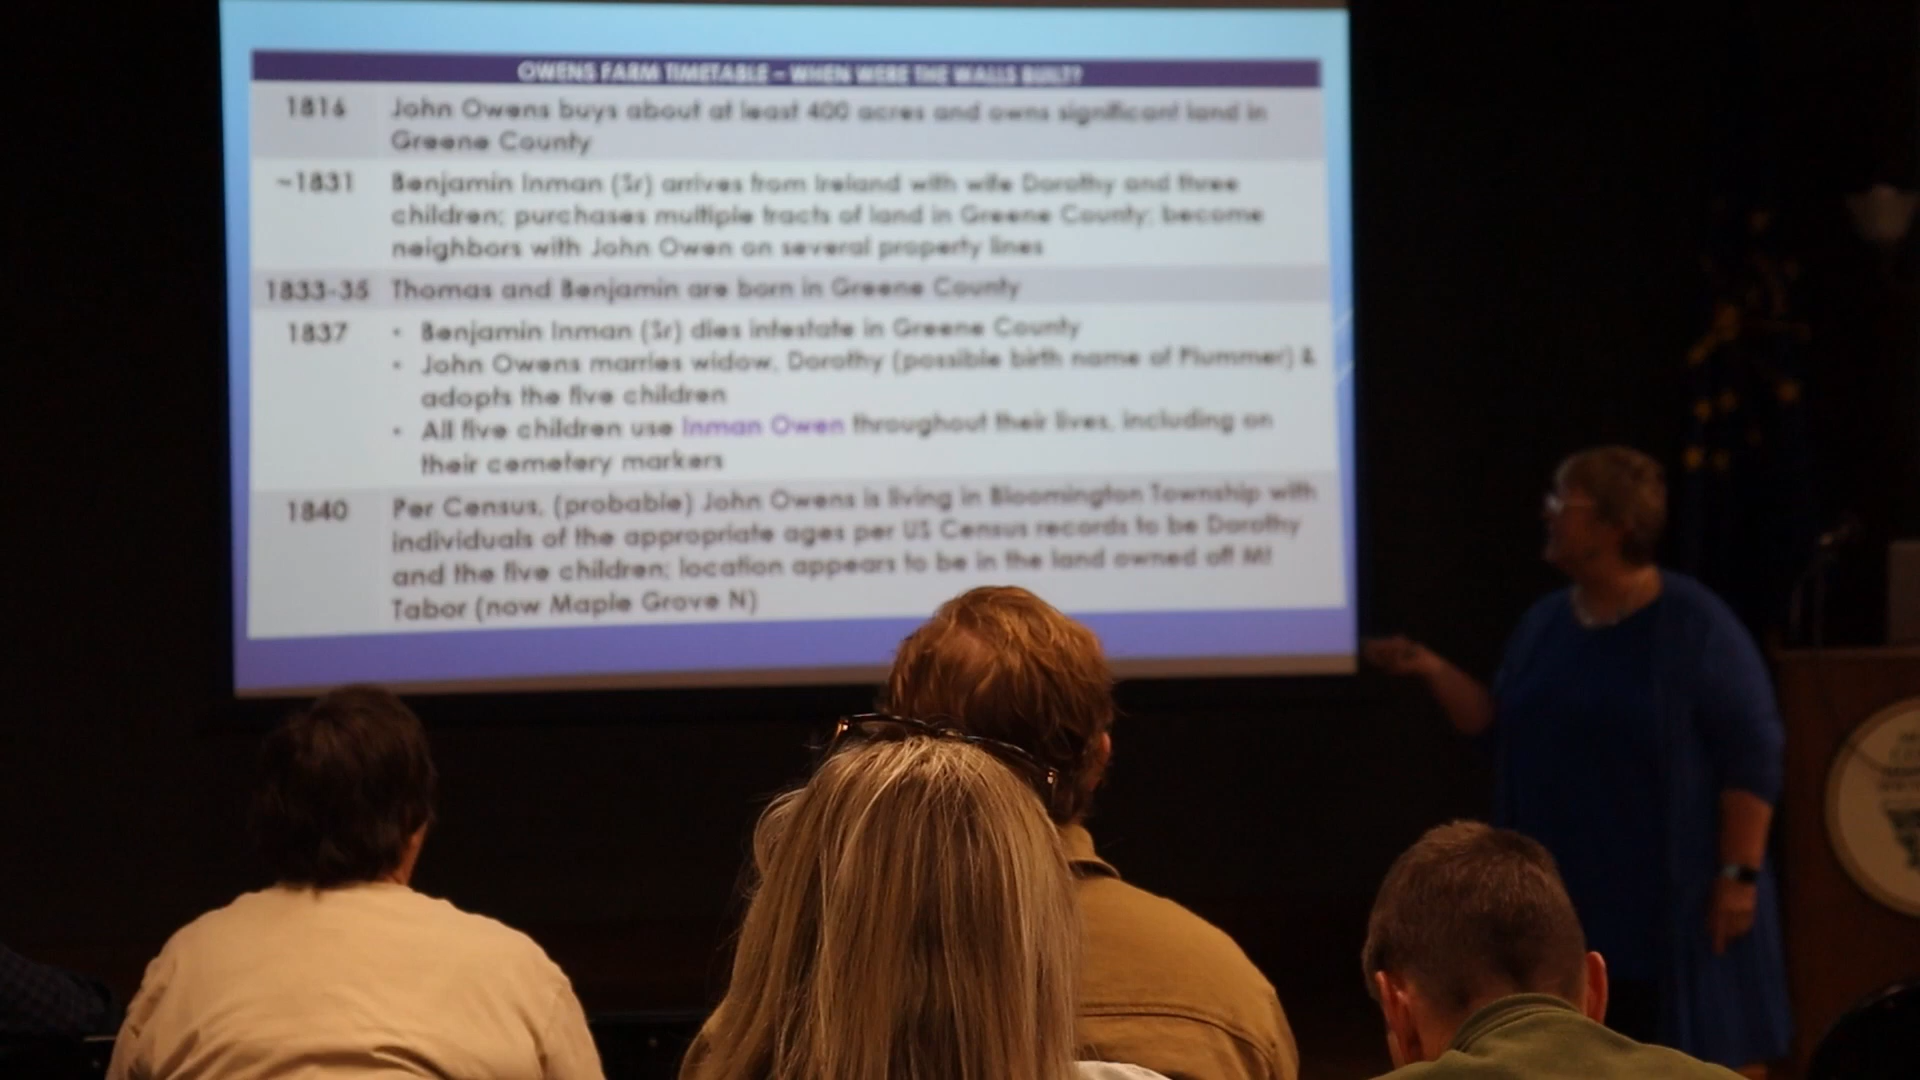 OWENS FARM TIMETABLE – WHEN WERE THE WALLS BUILT?
1816 John Owens buys about at least 400 acres and owns significant land in
Greene County
~1831 Benjamin Inman (Sr) arrives from Ireland with wife Dorothy and three
children; purchases multiple tracts of land in Greene County; become
neighbors with John Owen on several property lines
1833-35 Thomas and Benjamin are born in Greene County
1837 • Benjamin Inman (Sr) dies intestate in Greene County
• John Owens marries widow, Dorothy (possible birth name of Plummer) &
adopts the five children
• All five children use Inman Owen throughout their lives, including on
their cemetery markers
1840 Per Census, (probable) John Owens is living in Bloomington Township with
individuals of the appropriate ages per US Census records to be Dorothy
and the five children; location appears to be in the land owned off Mt
Tabor (now Maple Grove N)